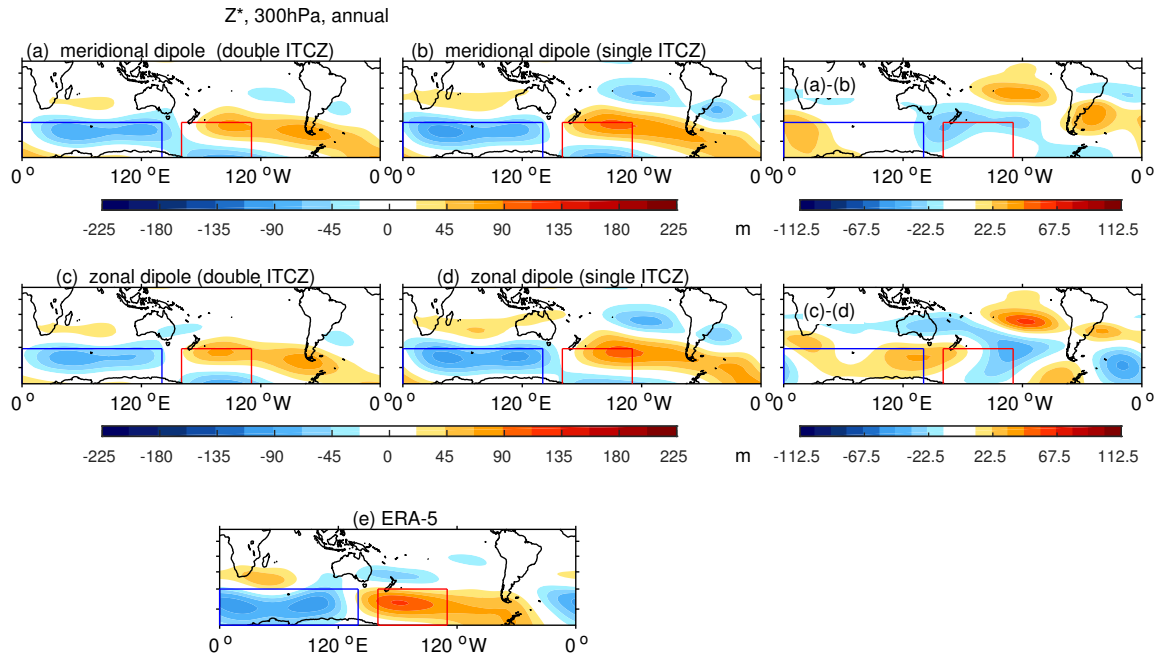 Z*, 300hPa, annual
(a) meridional dipole (double ITCZ)
(b) meridional dipole (single ITCZ)
(a)-(b)
0 º 120 º E 120 º W 0 º
0 º 120 º E 120 º W 0 º
0 º 120 º E 120 º W 0 º
-225 -180 -135 -90 -45 0 45 90 135 180 225 m
-112.5 -67.5 -22.5 22.5 67.5 112.5
(c) zonal dipole (double ITCZ)
(d) zonal dipole (single ITCZ)
(c)-(d)
0 º 120 º E 120 º W 0 º
0 º 120 º E 120 º W 0 º
0 º 120 º E 120 º W 0 º
-225 -180 -135 -90 -45 0 45 90 135 180 225 m
-112.5 -67.5 -22.5 22.5 67.5 112.5
(e) ERA-5
0 º 120 º E 120 º W 0 º